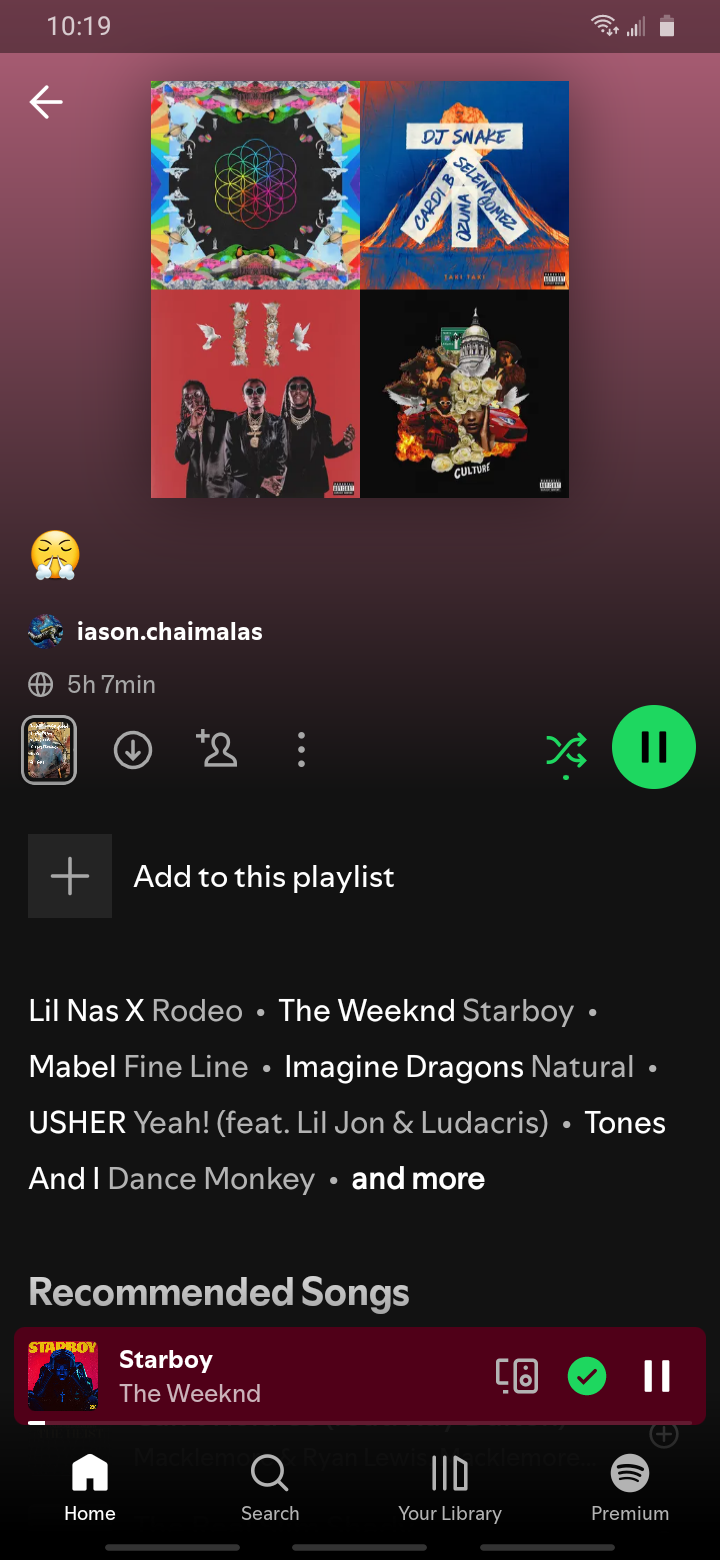 10:19
DJ SNAKE
SELENA GOMEZ
CARDI B
OZUNA
TAKI TAKI
CULTURE
😤
iason.chaimalas
5h 7min
Add to this playlist
Lil Nas X Rodeo • The Weeknd Starboy •
Mabel Fine Line • Imagine Dragons Natural •
USHER Yeah! (feat. Lil Jon & Ludacris) • Tones
And I Dance Monkey • and more
Recommended Songs
STARBOY
Starboy
The Weeknd
Macklemore & Ryan Lewis, Macklemore...
Home
Search
Your Library
Premium